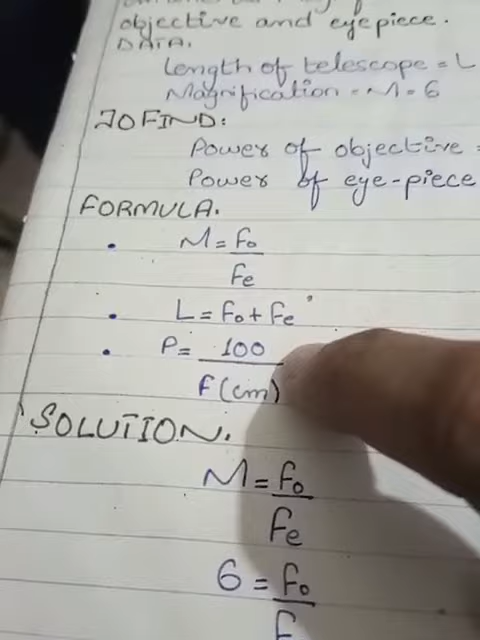 objective and eyepiece.
DATA.
Length of telescope = L
Magnification = M = 6
TO FIND:
Power of objective =
Power of eye-piece
FORMULA.
• M = Fo / Fe
• L = Fo + Fe
• P = 100 / F(cm)
SOLUTION.
M = fo / fe
6 = fo / f